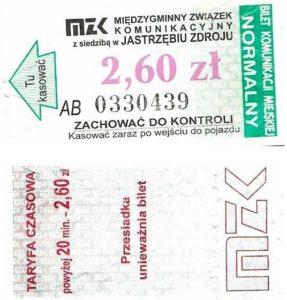 MZK MIĘDZYGMINNY ZWIĄZEK
KOMUNIKACYJNY
z siedzibą w JASTRZĘBIU ZDROJU
2,60 zł
Tu
kasować
AB 0330439
ZACHOWAĆ DO KONTROLI
Kasować zaraz po wejściu do pojazdu
BILET KOMUNIKACJI MIEJSKIEJ
NORMALNY
TARYFA CZASOWA
powyżej 20 min. – 2,60 zł
Przesiadka
unieważnia bilet
MZK